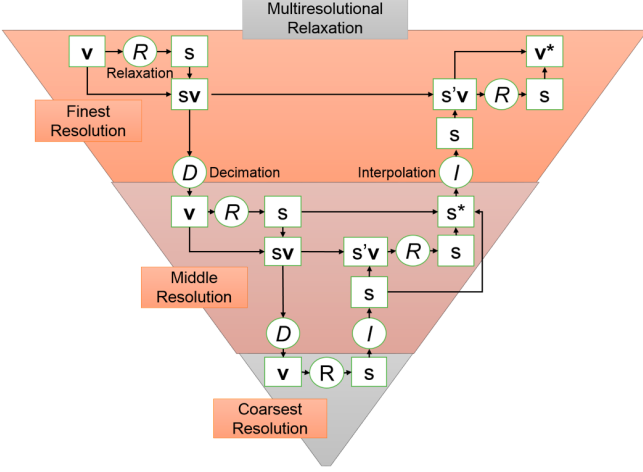 Multiresolutional
Relaxation
v R s v*
Relaxation
sv s'v R s
Finest
Resolution
s
D Decimation Interpolation I
v R s s*
sv s'v R s
Middle
Resolution
s
D I
v R s
Coarsest
Resolution